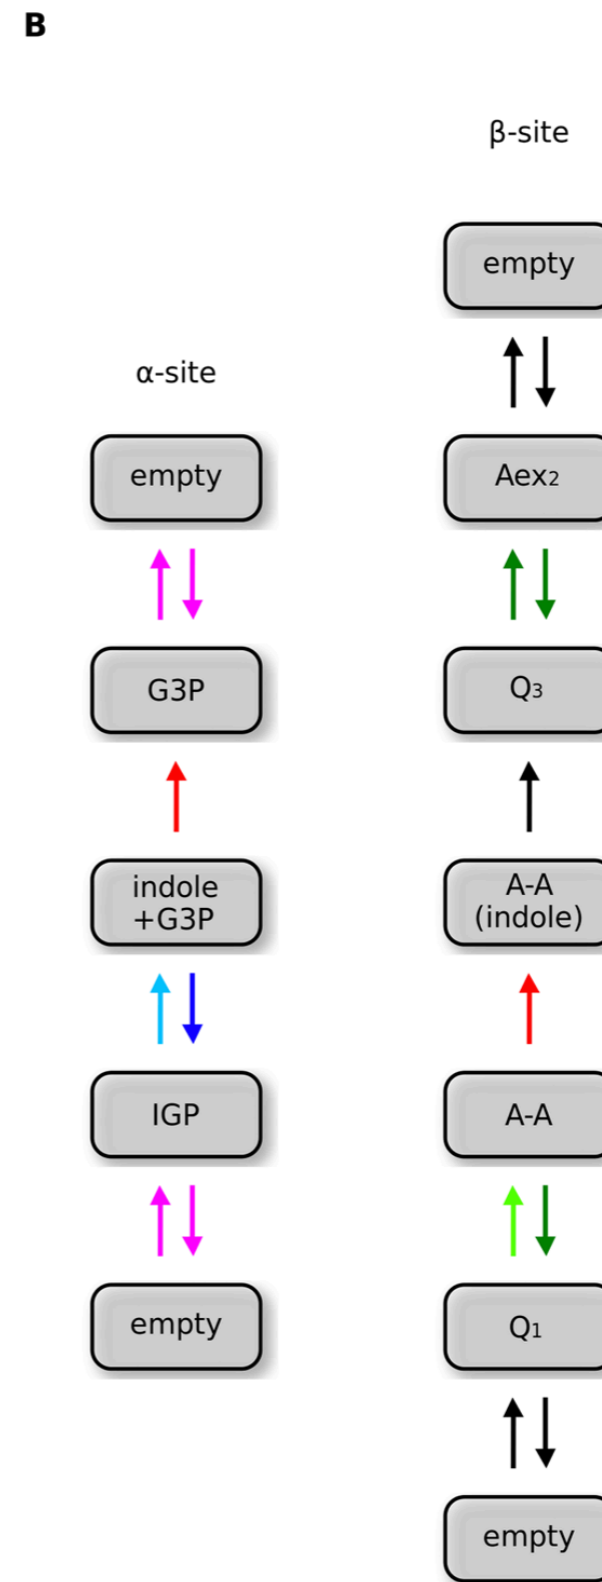 B
β-site
empty
α-site
empty
Aex2
G3P
Q3
indole
+G3P
A-A
(indole)
IGP
A-A
empty
Q1
empty